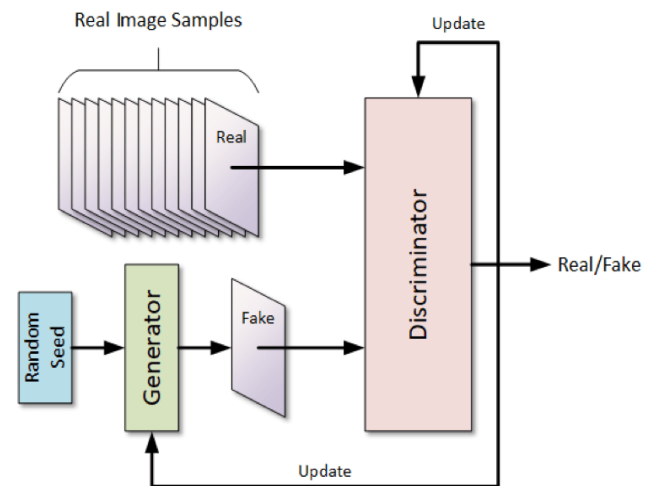 Real Image Samples
Update
Real
Discriminator
Real/Fake
Random
Seed
Generator
Fake
Update